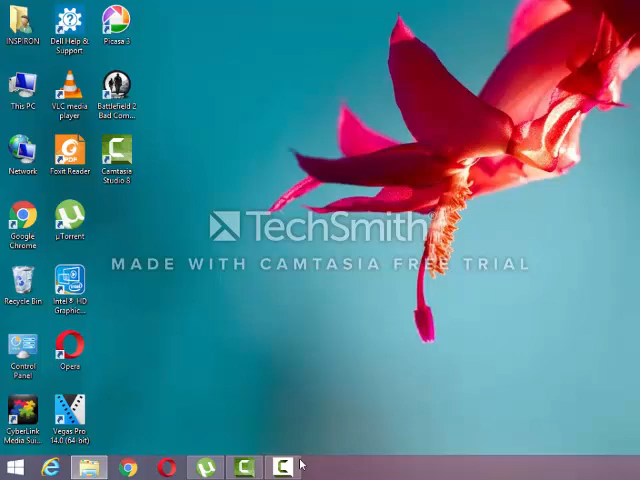 INSPIRON
Dell Help &
Support
Picasa 3
This PC
VLC media
player
Battlefield 2
Bad Com...
Network
PDF
Foxit Reader
Camtasia
Studio 8
Google
Chrome
µTorrent
TechSmith
MADE WITH CAMTASIA FREE TRIAL
Recycle Bin
Intel® HD
Graphic...
Control
Panel
Opera
CyberLink
Media Sui...
Vegas Pro
14.0 (64-bit)